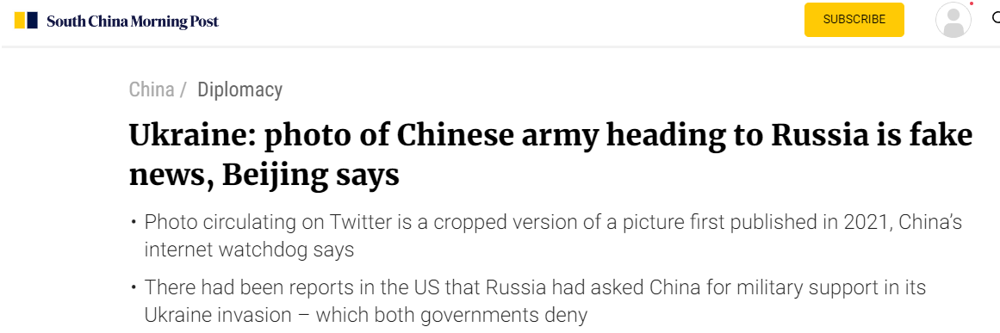 South China Morning Post
SUBSCRIBE
China / Diplomacy
Ukraine: photo of Chinese army heading to Russia is fake
news, Beijing says
• Photo circulating on Twitter is a cropped version of a picture first published in 2021, China’s
internet watchdog says
• There had been reports in the US that Russia had asked China for military support in its
Ukraine invasion – which both governments deny